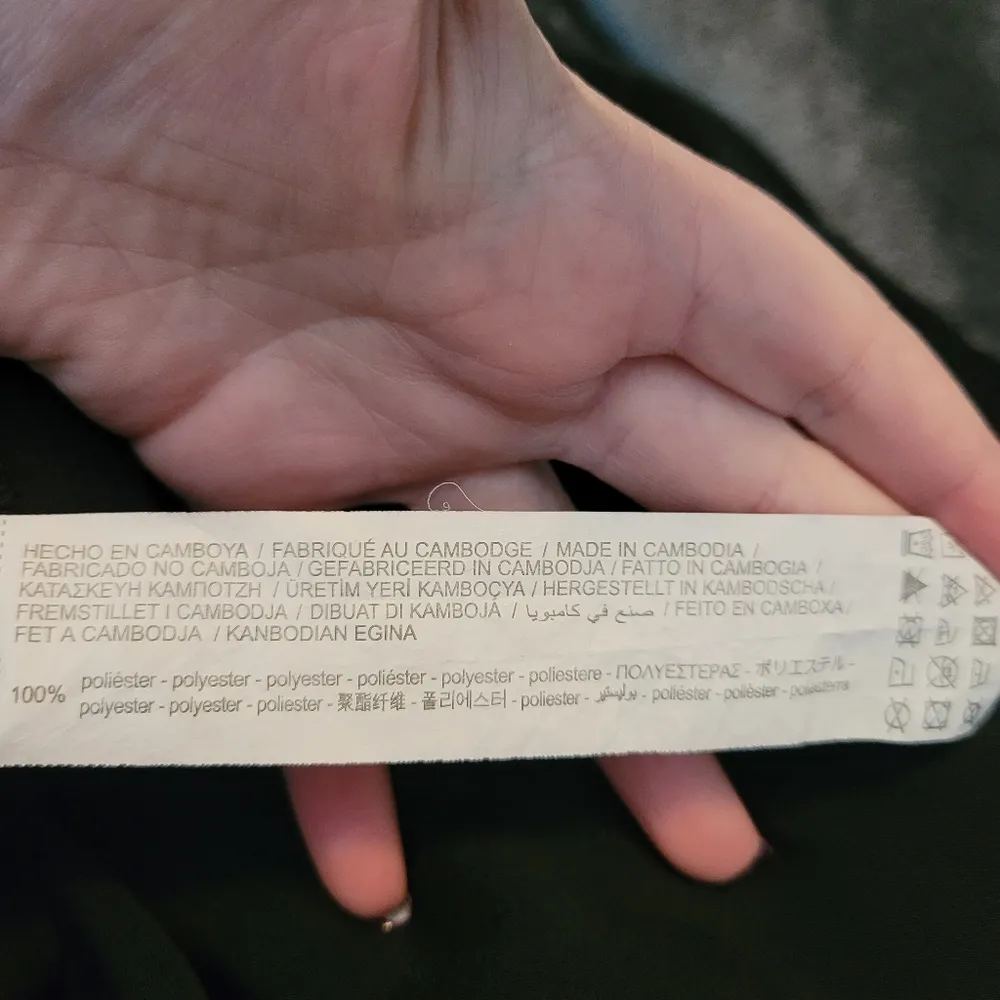 HECHO EN CAMBOYA / FABRIQUÉ AU CAMBODGE / MADE IN CAMBODIA /
FABRICADO NO CAMBOJA / GEFABRICEERD IN CAMBODJA / FATTO IN CAMBOGIA /
ΚΑΤΑΣΚΕΥΗ ΚΑΜΠΟΤΖΗ / ÜRETİM YERİ KAMBOÇYA / HERGESTELLT IN KAMBODSCHA /
FREMSTILLET I CAMBODJA / DIBUAT DI KAMBOJA / صنع في كامبوديا / FEITO EN CAMBOXA /
FET A CAMBODJA / KANBODIAN EGINA
100% poliéster - polyester - polyester - poliéster - poliestere - ΠΟΛΥΕΣΤΕΡΑΣ - ポリエステル -
polyester - polyester - poliester - 聚酯纤维 - 폴리에스터 - poliester - بوليستير - poliéster - polièster - poliesterra